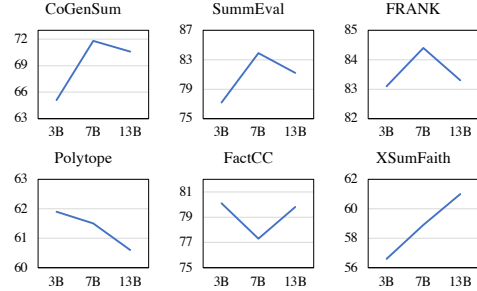 CoGenSum
72
69
66
63
3B 7B 13B
SummEval
87
83
79
75
3B 7B 13B
FRANK
85
84
83
82
3B 7B 13B
Polytope
63
62
61
60
3B 7B 13B
FactCC
81
79
77
75
3B 7B 13B
XSumFaith
62
60
58
56
3B 7B 13B